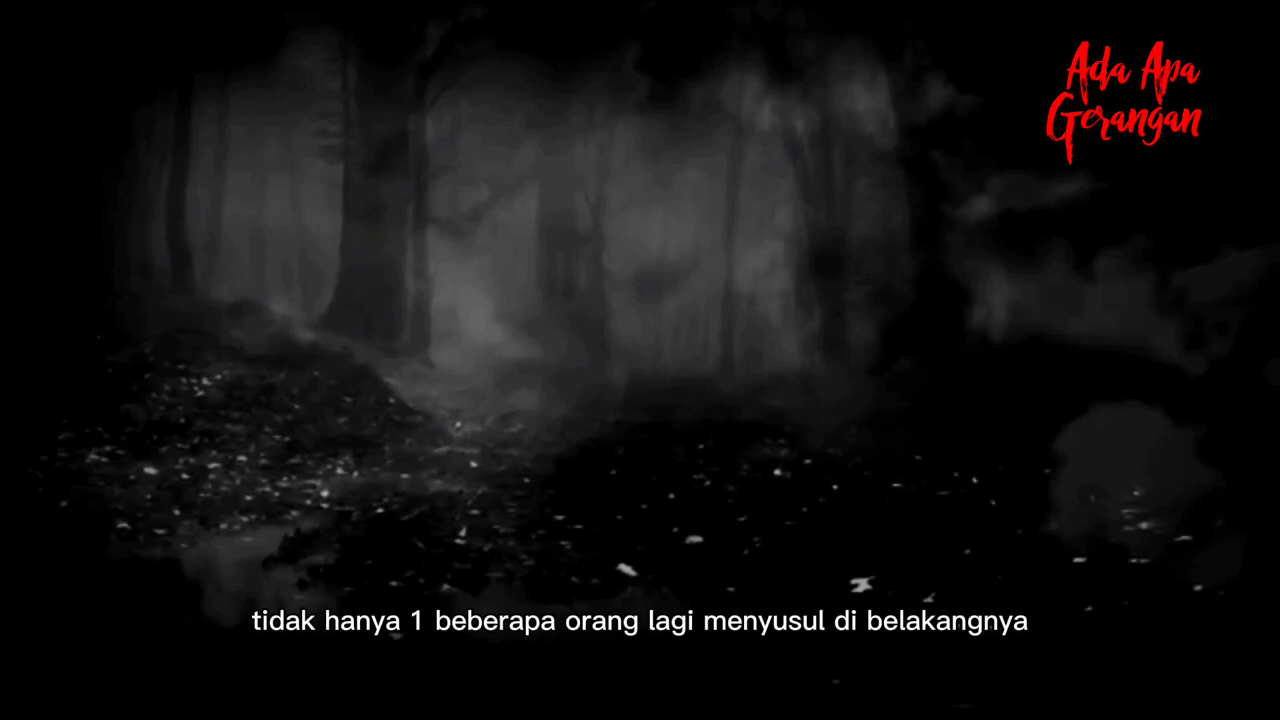 Ada Apa
Gerangan
tidak hanya 1 beberapa orang lagi menyusul di belakangnya